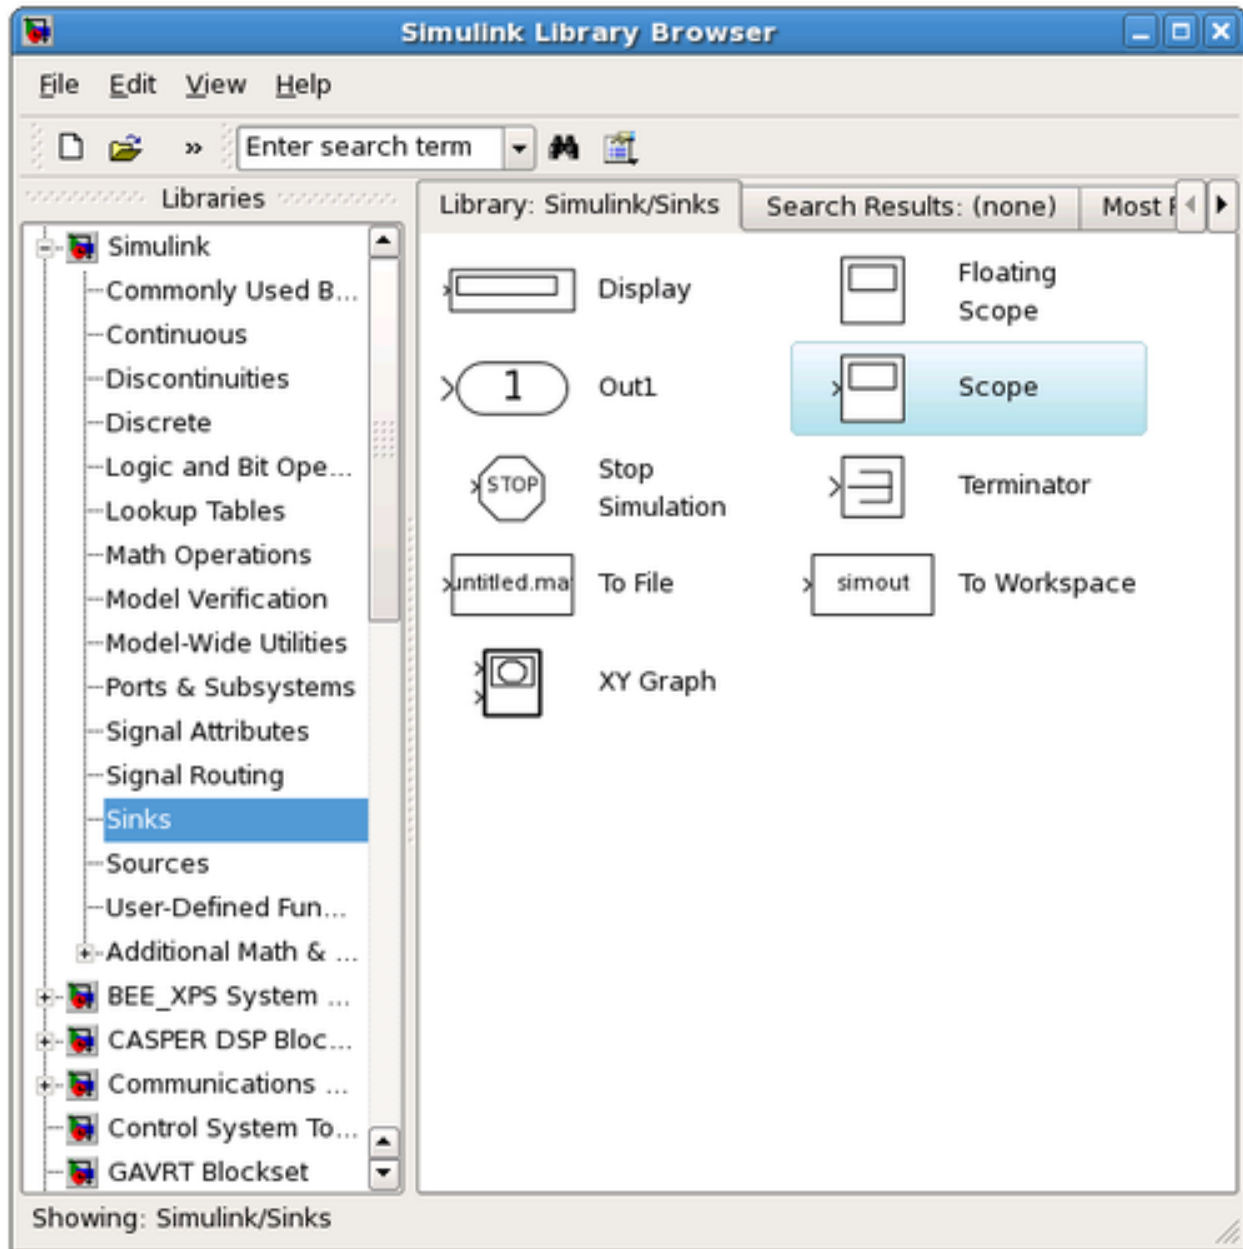 Simulink Library Browser
File Edit View Help
» Enter search term
Libraries
Simulink
Commonly Used B...
Continuous
Discontinuities
Discrete
Logic and Bit Ope...
Lookup Tables
Math Operations
Model Verification
Model-Wide Utilities
Ports & Subsystems
Signal Attributes
Signal Routing
Sinks
Sources
User-Defined Fun...
Additional Math & ...
BEE_XPS System ...
CASPER DSP Bloc...
Communications ...
Control System To...
GAVRT Blockset
Library: Simulink/Sinks Search Results: (none) Most
Display
Floating
Scope
1 Out1
Scope
STOP
Stop
Simulation
Terminator
untitled.ma To File
simout To Workspace
XY Graph
Showing: Simulink/Sinks